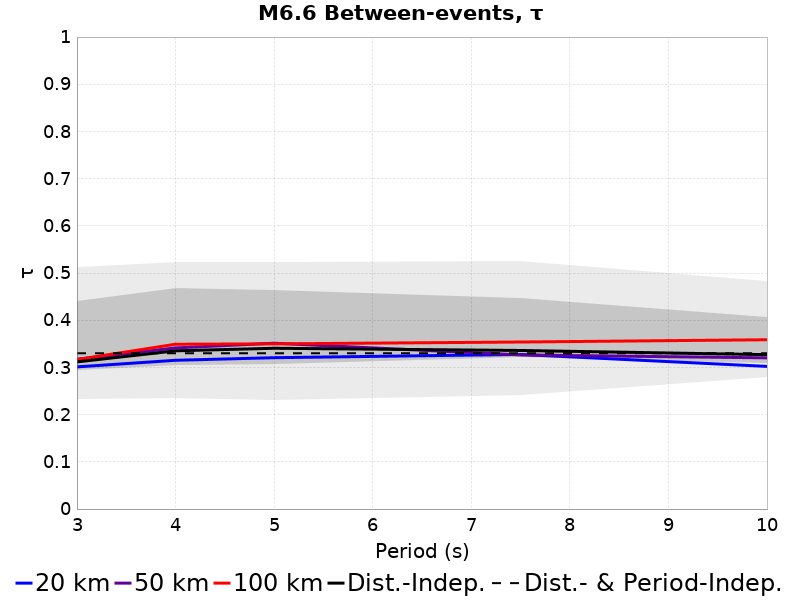 M6.6 Between-events, τ
1
0.9
0.8
0.7
0.6
0.5
0.4
0.3
0.2
0.1
0
τ
3 4 5 6 7 8 9 10
Period (s)
20 km 50 km 100 km Dist.-Indep. Dist.- & Period-Indep.